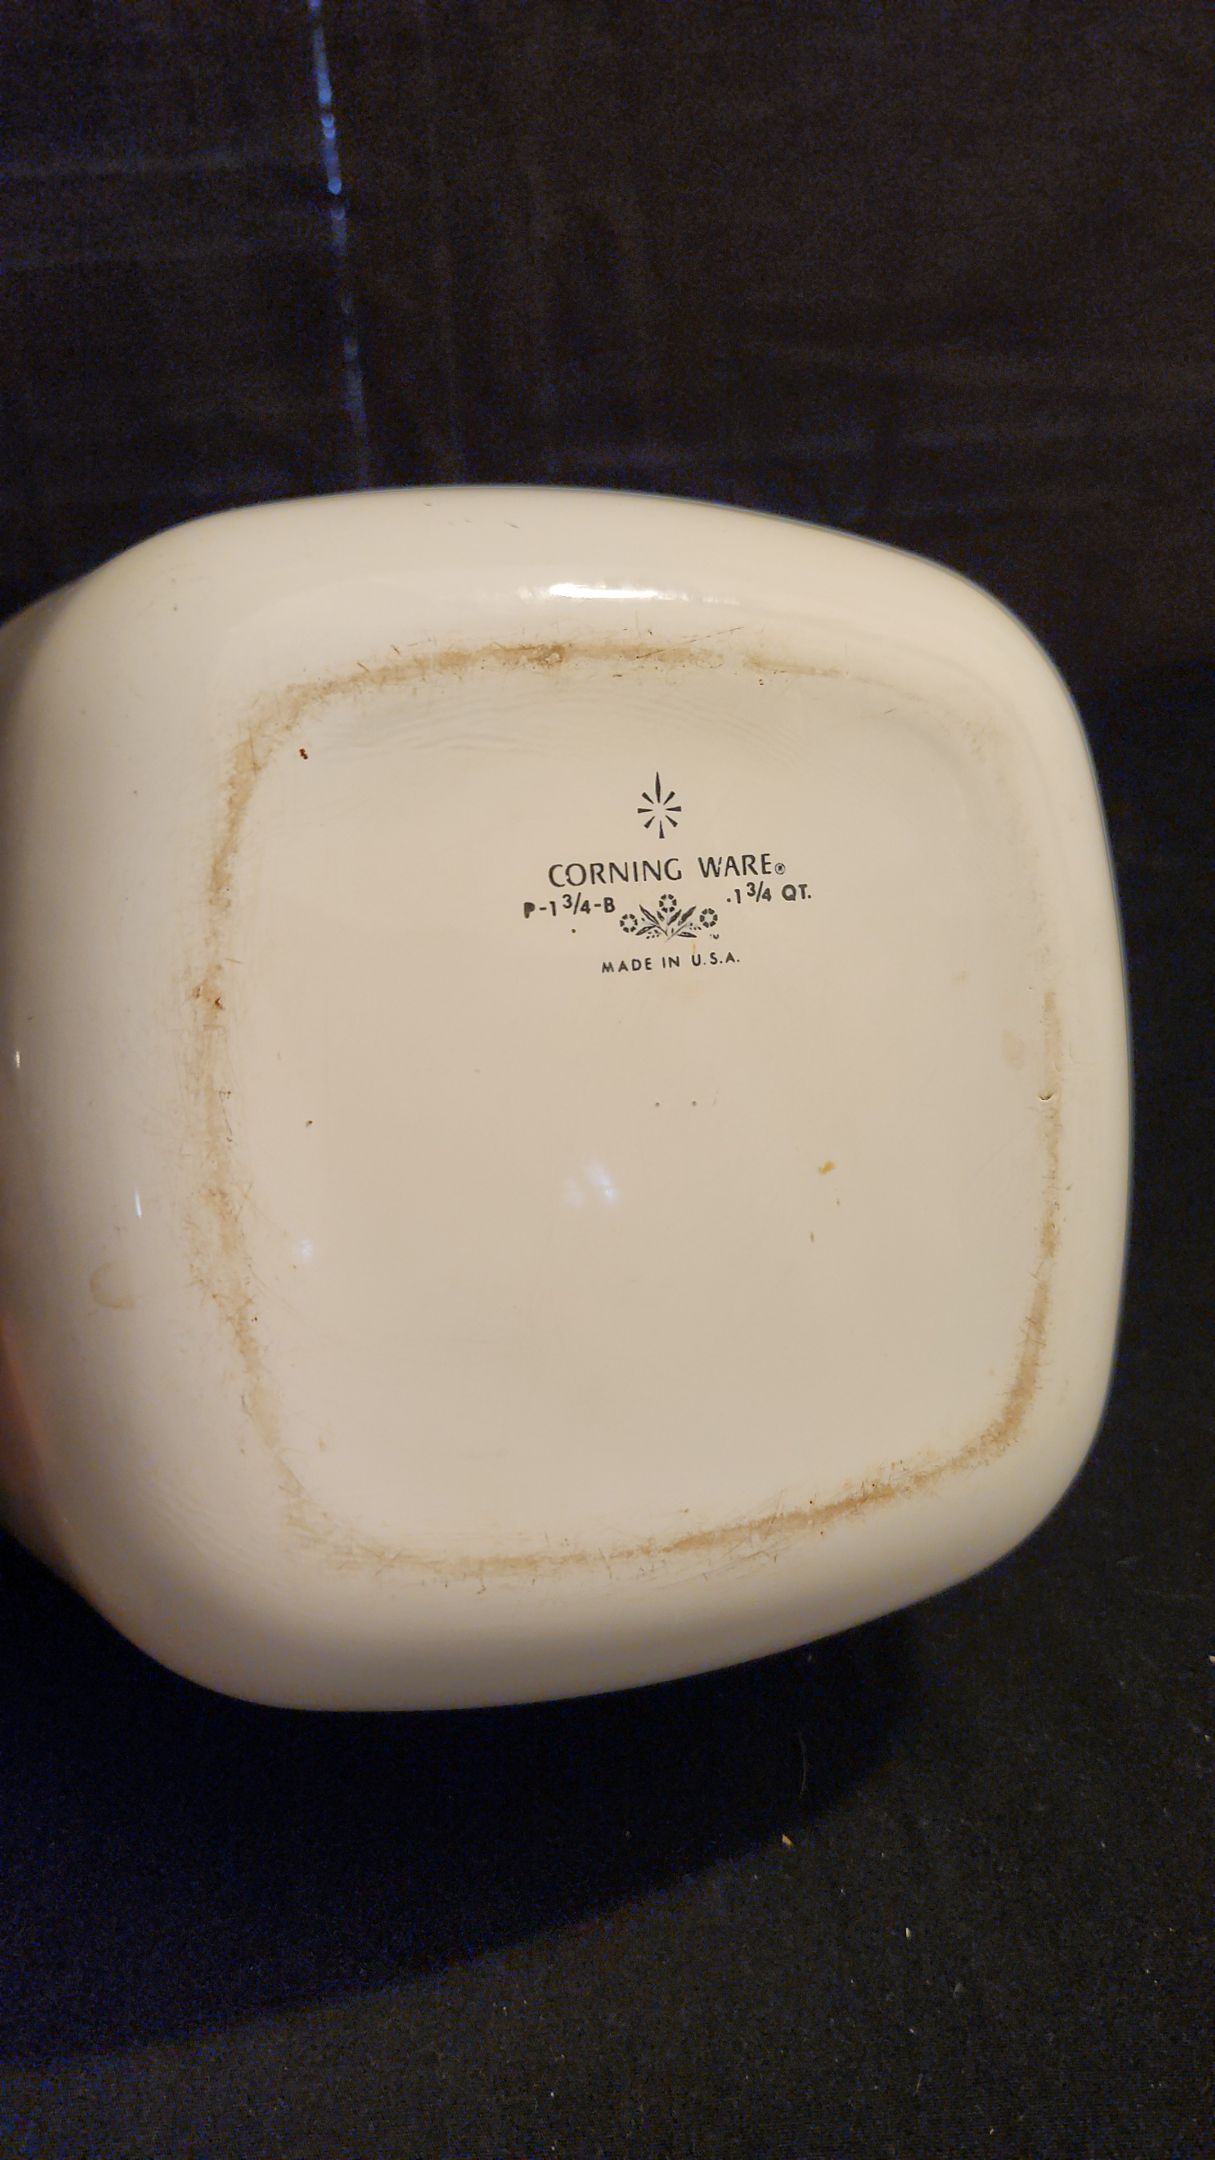 CORNING WARE®
P-1 3/4-B .1 3/4 QT.
MADE IN U.S.A.